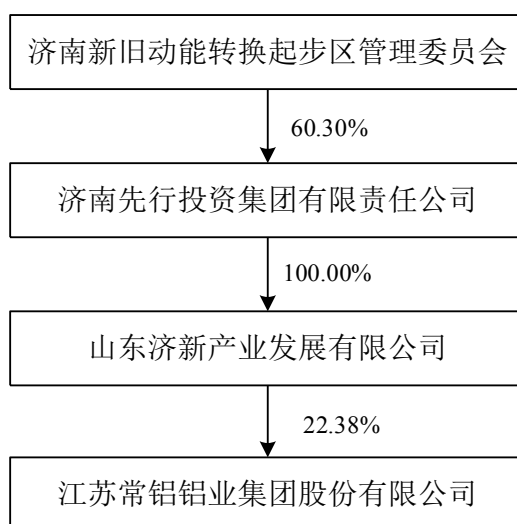 济南新旧动能转换起步区管理委员会
60.30%
济南先行投资集团有限责任公司
100.00%
山东济新产业发展有限公司
22.38%
江苏常铝铝业集团股份有限公司